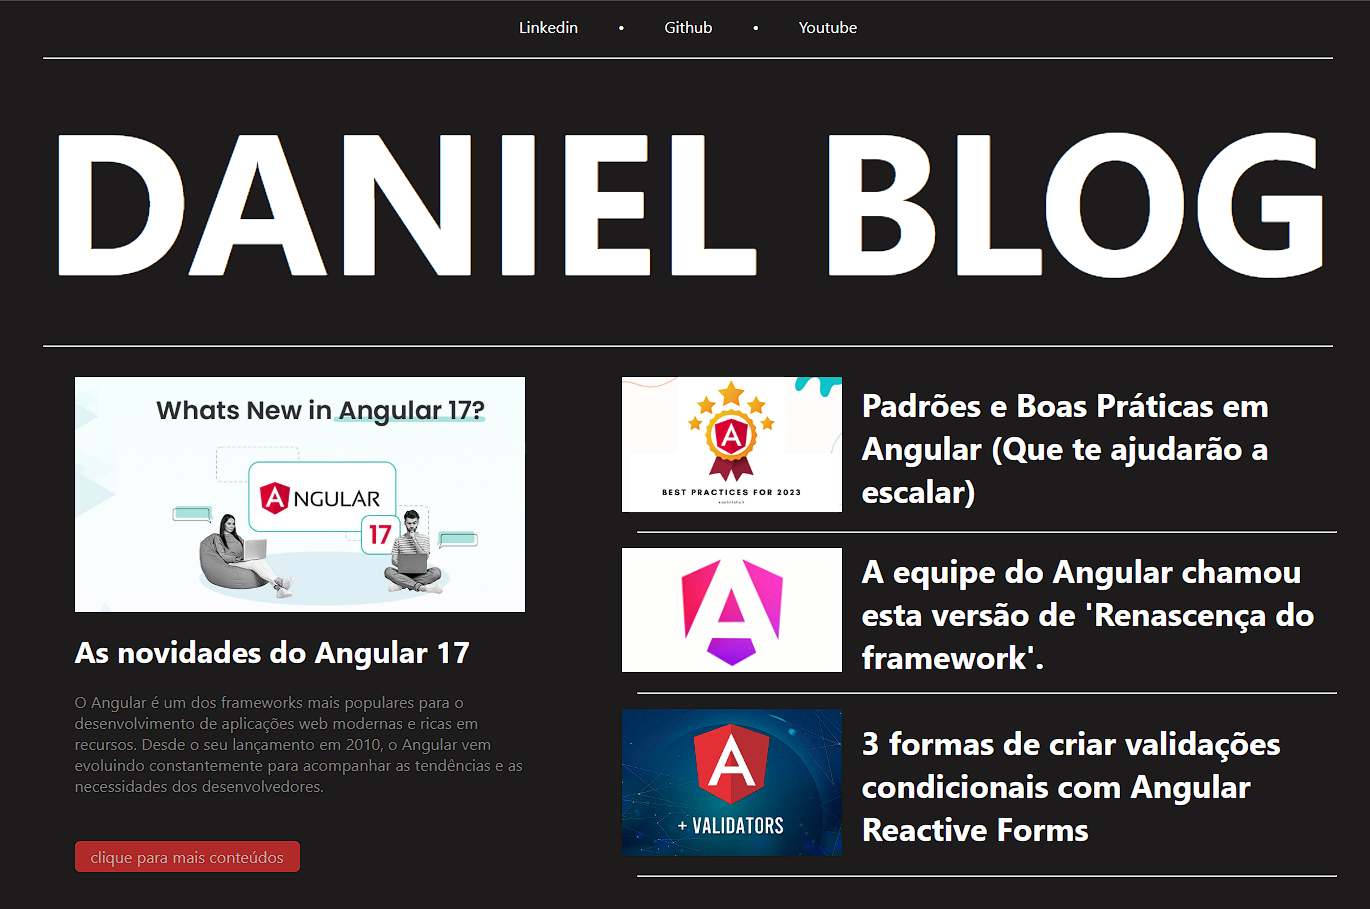 Linkedin • Github • Youtube
DANIEL BLOG
Whats New in Angular 17?
ANGULAR
17
As novidades do Angular 17
O Angular é um dos frameworks mais populares para o
desenvolvimento de aplicações web modernas e ricas em
recursos. Desde o seu lançamento em 2010, o Angular vem
evoluindo constantemente para acompanhar as tendências e as
necessidades dos desenvolvedores.
clique para mais conteúdos
A
BEST PRACTICES FOR 2023
Padrões e Boas Práticas em
Angular (Que te ajudarão a
escalar)
A
A equipe do Angular chamou
esta versão de 'Renascença do
framework'.
A
+ VALIDATORS
3 formas de criar validações
condicionais com Angular
Reactive Forms